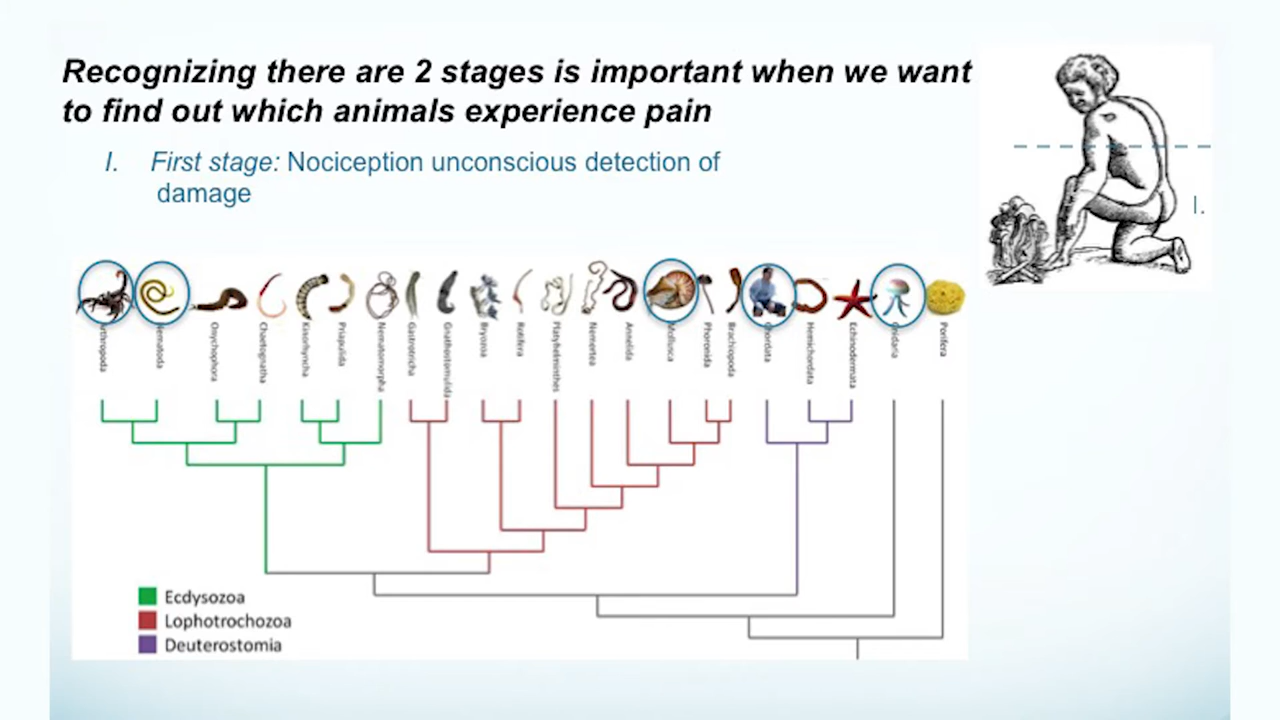 Recognizing there are 2 stages is important when we want
to find out which animals experience pain
I. First stage: Nociception unconscious detection of
damage
I.
Arthropoda
Nematoda
Onychophora
Chaetognatha
Kinorhyncha
Priapulida
Nematomorpha
Gastrotricha
Gnathostomulida
Bryozoa
Rotifera
Platyhelminthes
Nemertea
Annelida
Mollusca
Phoronida
Brachiopoda
Chordata
Hemichordata
Echinodermata
Cnidaria
Porifera
Ecdysozoa
Lophotrochozoa
Deuterostomia